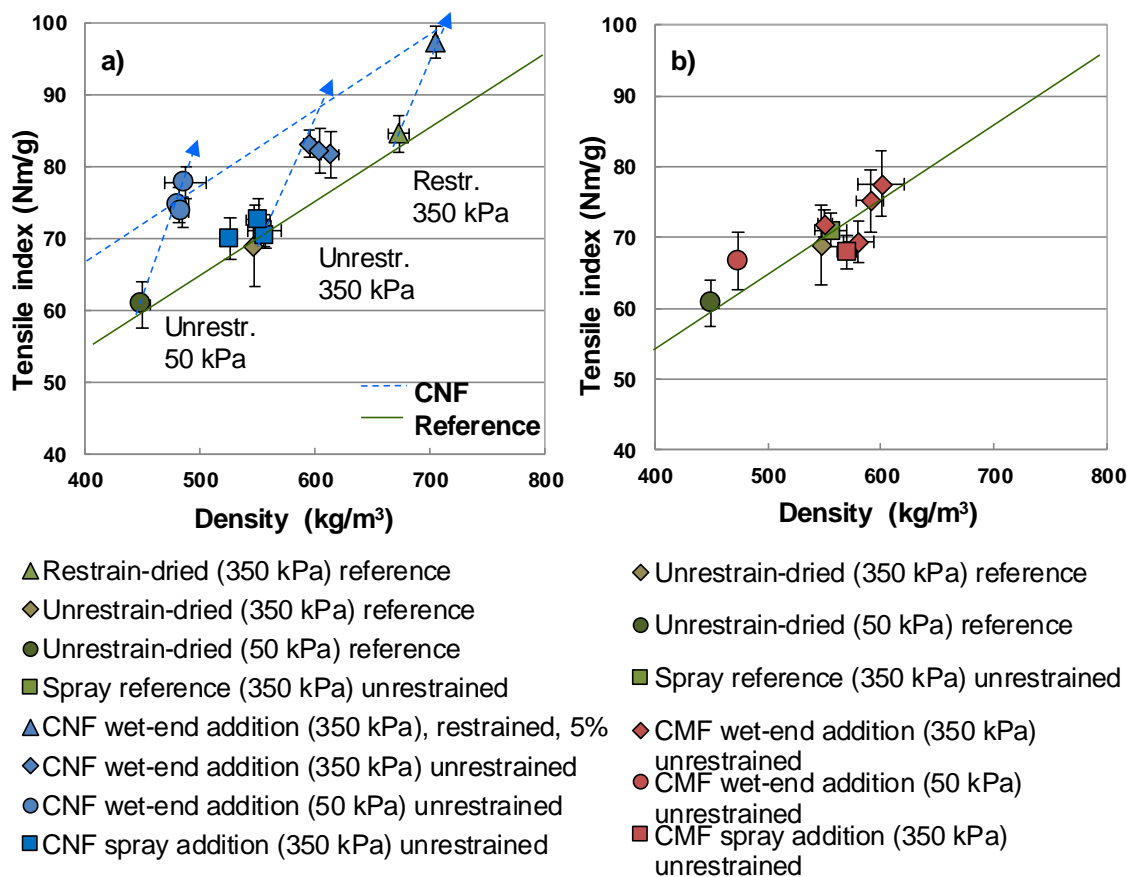 a)
Tensile index (Nm/g)
100
90
80
70
60
50
40
Restr.
350 kPa
Unrestr.
350 kPa
Unrestr.
50 kPa
CNF
Reference
400 500 600 700 800
Density (kg/m³)
b)
Tensile index (Nm/g)
100
90
80
70
60
50
40
400 500 600 700 800
Density (kg/m³)
Restrain-dried (350 kPa) reference
Unrestrain-dried (350 kPa) reference
Unrestrain-dried (50 kPa) reference
Spray reference (350 kPa) unrestrained
CNF wet-end addition (350 kPa), restrained, 5%
CNF wet-end addition (350 kPa) unrestrained
CNF wet-end addition (50 kPa) unrestrained
CNF spray addition (350 kPa) unrestrained
Unrestrain-dried (350 kPa) reference
Unrestrain-dried (50 kPa) reference
Spray reference (350 kPa) unrestrained
CMF wet-end addition (350 kPa)
unrestrained
CMF wet-end addition (50 kPa)
unrestrained
CMF spray addition (350 kPa)
unrestrained